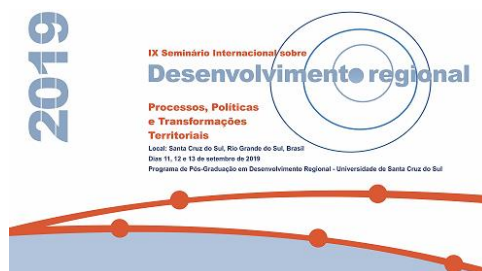 2019
IX Seminário Internacional sobre
Desenvolvimento regional
Processos, Políticas
e Transformações
Territoriais
Local: Santa Cruz do Sul, Rio Grande do Sul, Brasil
Dias 11, 12 e 13 de setembro de 2019
Programa de Pós-Graduação em Desenvolvimento Regional - Universidade de Santa Cruz do Sul